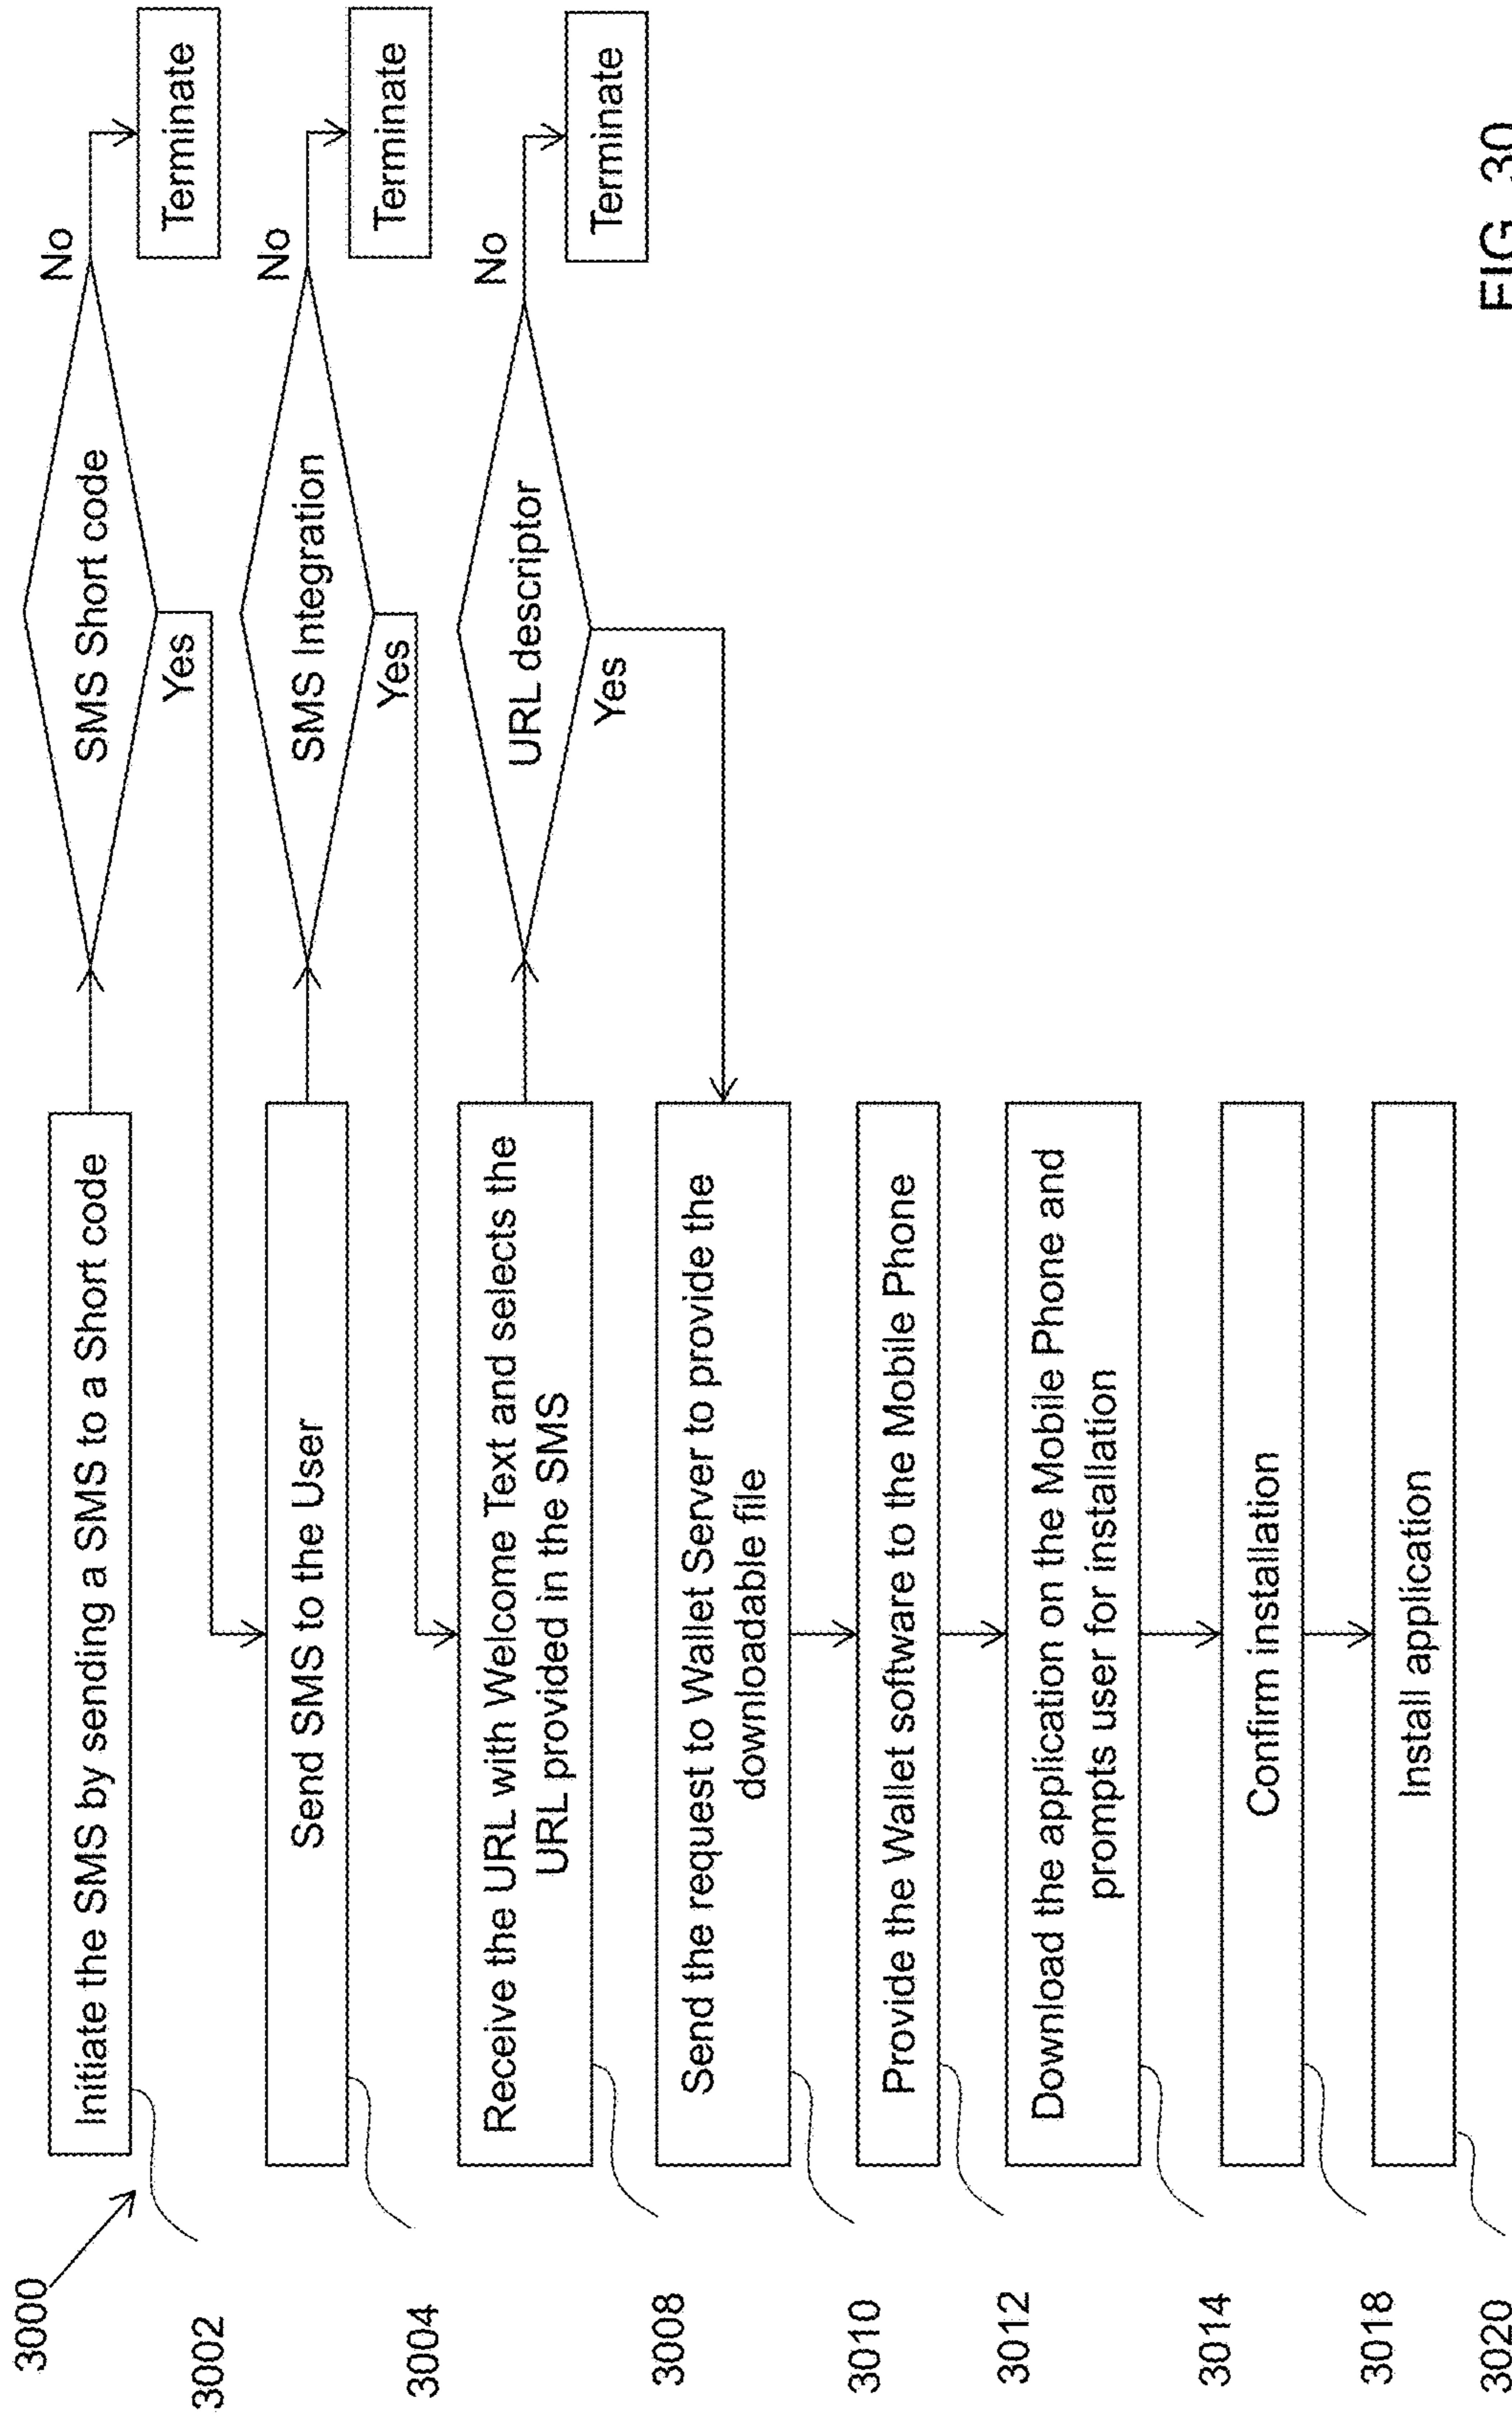 3000
Initiate the SMS by sending a SMS to a Short code
SMS Short code
No
Terminate
Yes
3002
Send SMS to the User
SMS Integration
No
Terminate
Yes
3004
Receive the URL with Welcome Text and selects the
URL provided in the SMS
URL descriptor
No
Terminate
Yes
3008
Send the request to Wallet Server to provide the
downloadable file
3010
Provide the Wallet software to the Mobile Phone
3012
Download the application on the Mobile Phone and
prompts user for installation
3014
Confirm installation
3018
Install application
3020
FIG. 30